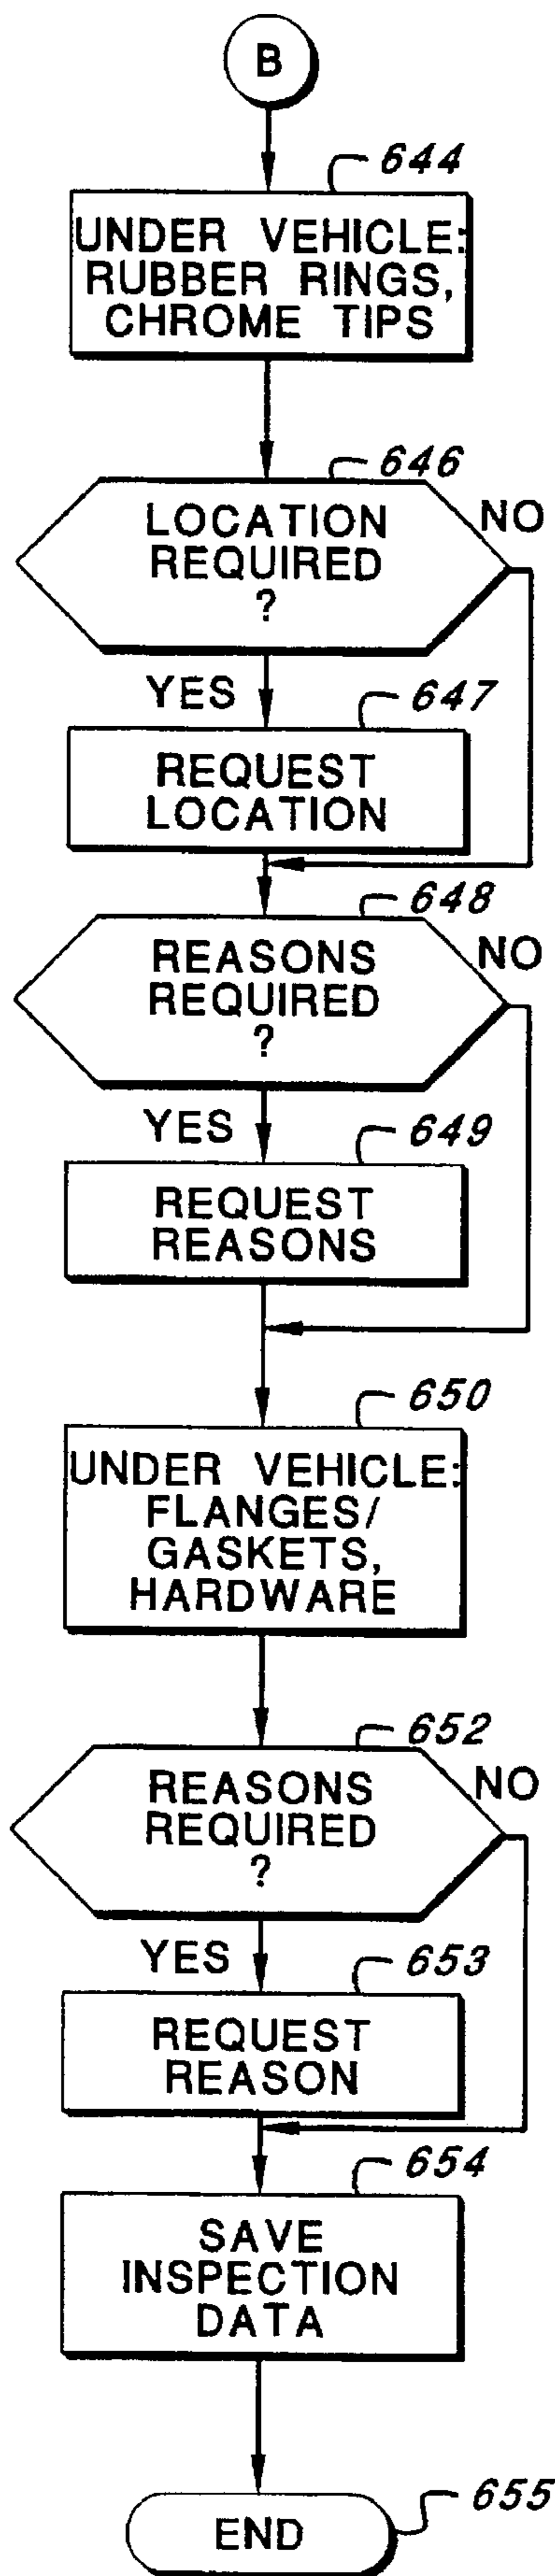 B
644
UNDER VEHICLE:
RUBBER RINGS,
CHROME TIPS
646
LOCATION
REQUIRED
?
NO
YES
647
REQUEST
LOCATION
648
REASONS
REQUIRED
?
NO
YES
649
REQUEST
REASONS
650
UNDER VEHICLE:
FLANGES/
GASKETS,
HARDWARE
652
REASONS
REQUIRED
?
NO
YES
653
REQUEST
REASON
654
SAVE
INSPECTION
DATA
655
END